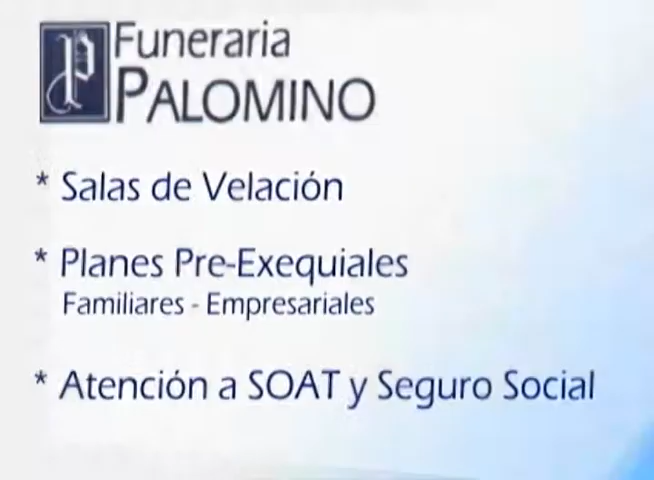 Funeraria
PALOMINO
* Salas de Velación
* Planes Pre-Exequiales
Familiares - Empresariales
* Atención a SOAT y Seguro Social